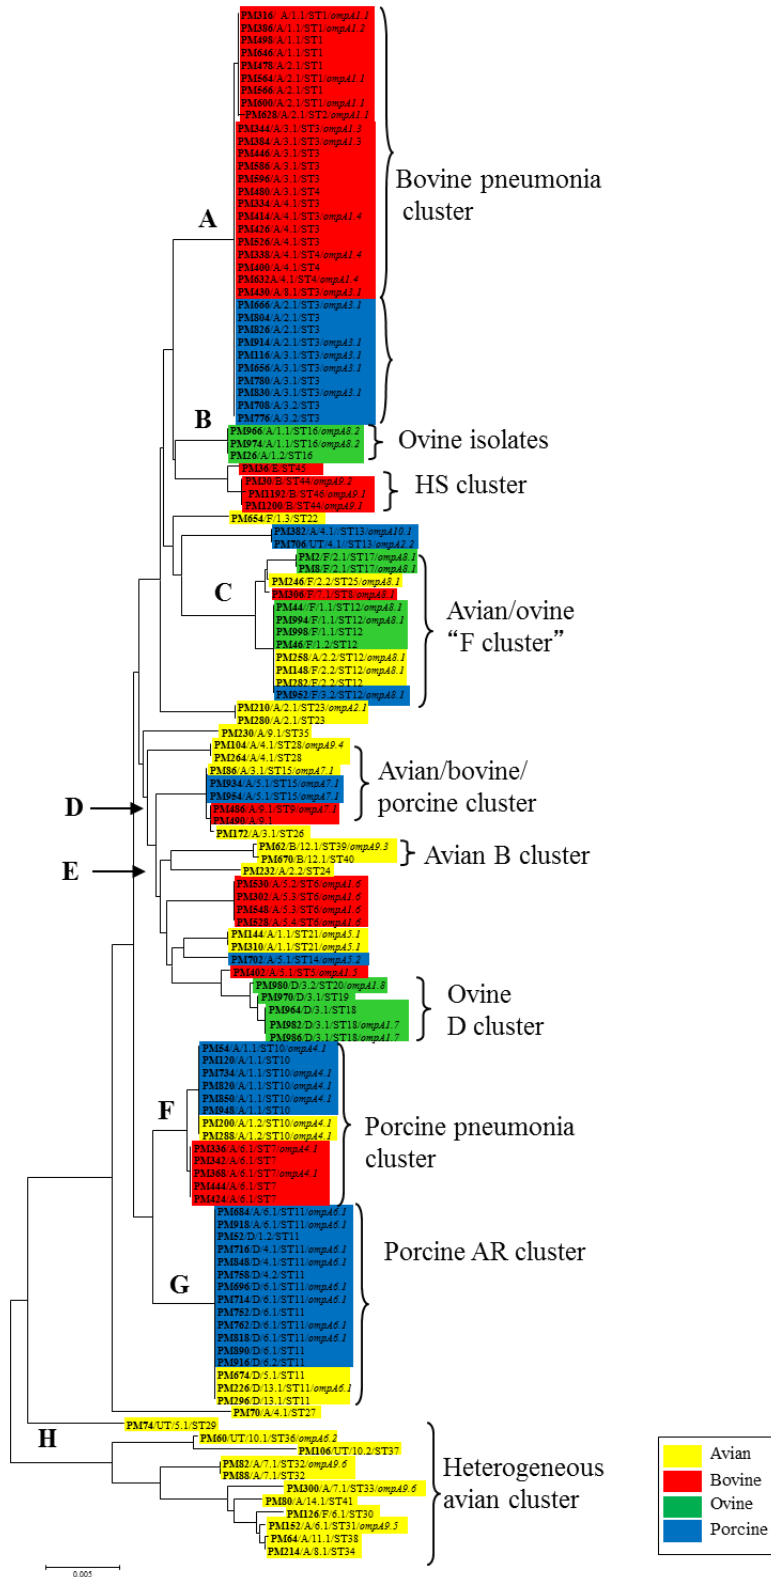 PM316/ A/1.1/ST1/ompA1.1
PM386/A/1.1/ST1/ompA1.2
PM498/A/1.1/ST1
PM646/A/1.1/ST1
PM478/A/2.1/ST1
PM564/A/2.1/ST1/ompA1.1
PM566/A/2.1/ST1
PM600/A/2.1/ST1/ompA1.1
PM628/A/2.1/ST2/ompA1.1
PM344/A/3.1/ST3/ompA1.3
PM384/A/3.1/ST3/ompA1.3
PM446/A/3.1/ST3
PM586/A/3.1/ST3
PM596/A/3.1/ST3
PM480/A/3.1/ST4
PM334/A/4.1/ST3
PM414/A/4.1/ST3/ompA1.4
PM426/A/4.1/ST3
PM526/A/4.1/ST3
PM338/A/4.1/ST4/ompA1.4
PM400/A/4.1/ST4
PM632A/4.1/ST4/ompA1.4
PM430/A/8.1/ST3/ompA3.1
Bovine pneumonia
cluster
A
PM666/A/2.1/ST3/ompA3.1
PM804/A/2.1/ST3
PM826/A/2.1/ST3
PM914/A/2.1/ST3/ompA3.1
PM116/A/3.1/ST3/ompA3.1
PM656/A/3.1/ST3/ompA3.1
PM780/A/3.1/ST3
PM830/A/3.1/ST3/ompA3.1
PM708/A/3.2/ST3
PM776/A/3.2/ST3
B
PM966/A/1.1/ST16/ompA8.2
PM974/A/1.1/ST16/ompA8.2
PM26/A/1.2/ST16
Ovine isolates
PM36/B/ST45
PM30/B/ST44/ompA9.2
PM1192/B/ST46/ompA9.1
PM1200/B/ST44/ompA9.1
HS cluster
PM654/F/1.3/ST22
PM382/A/4.1//ST13/ompA10.1
PM706/UT/4.1//ST13/ompA2.2
PM2/F/2.1/ST17/ompA8.1
PM8/F/2.1/ST17/ompA8.1
PM246/F/2.2/ST25/ompA8.1
PM306/F/7.1/ST8/ompA8.1
PM44//F/1.1/ST12/ompA8.1
PM994/F/1.1/ST12/ompA8.1
PM998/F/1.1/ST12
PM46/F/1.2/ST12
PM258/A/2.2/ST12/ompA8.1
PM148/F/2.2/ST12/ompA8.1
PM282/F/2.2/ST12
PM952/F/3.2/ST12/ompA8.1
C
Avian/ovine
“F cluster”
PM210/A/2.1/ST23/ompA2.1
PM280/A/2.1/ST23
PM230/A/9.1/ST35
PM104/A/4.1/ST28/ompA9.4
PM264/A/4.1/ST28
PM86/A/3.1/ST15/ompA7.1
PM934/A/5.1/ST15/ompA7.1
PM954/A/5.1/ST15/ompA7.1
PM486/A/9.1/ST9/ompA7.1
PM490/A/9.1
PM172/A/3.1/ST26
D
Avian/bovine/
porcine cluster
PM62/B/12.1/ST39/ompA9.3
PM670/B/12.1/ST40
Avian B cluster
E
PM232/A/2.2/ST24
PM530/A/5.2/ST6/ompA1.6
PM302/A/5.3/ST6/ompA1.6
PM548/A/5.3/ST6/ompA1.6
PM528/A/5.4/ST6/ompA1.6
PM144/A/1.1/ST21/ompA5.1
PM310/A/1.1/ST21/ompA5.1
PM702/A/5.1/ST14/ompA5.2
PM402/A/5.1/ST5/ompA1.5
PM980/D/3.2/ST20/ompA1.8
PM970/D/3.1/ST19
PM964/D/3.1/ST18
PM982/D/3.1/ST18/ompA1.7
PM986/D/3.1/ST18/ompA1.7
Ovine
D cluster
PM54/A/1.1/ST10/ompA4.1
PM120/A/1.1/ST10
PM734/A/1.1/ST10/ompA4.1
PM820/A/1.1/ST10/ompA4.1
PM850/A/1.1/ST10/ompA4.1
PM948/A/1.1/ST10
PM200/A/1.2/ST10/ompA4.1
PM288/A/1.2/ST10/ompA4.1
PM336/A/6.1/ST7/ompA4.1
PM342/A/6.1/ST7
PM368/A/6.1/ST7/ompA4.1
PM444/A/6.1/ST7
PM424/A/6.1/ST7
F
Porcine pneumonia
cluster
PM684/A/6.1/ST11/ompA6.1
PM918/A/6.1/ST11/ompA6.1
PM52/D/1.2/ST11
PM716/D/4.1/ST11/ompA6.1
PM848/D/4.1/ST11/ompA6.1
PM758/D/4.2/ST11
PM696/D/6.1/ST11/ompA6.1
PM714/D/6.1/ST11/ompA6.1
PM752/D/6.1/ST11
PM762/D/6.1/ST11/ompA6.1
PM818/D/6.1/ST11/ompA6.1
PM890/D/6.1/ST11
PM916/D/6.2/ST11
PM674/D/5.1/ST11
PM226/D/13.1/ST11/ompA6.1
PM296/D/13.1/ST11
G
Porcine AR cluster
PM70/A/4.1/ST27
PM74/UT/5.1/ST29
H
PM60/UT/10.1/ST36/ompA6.2
PM106/UT/10.2/ST37
PM82/A/7.1/ST32/ompA9.6
PM88/A/7.1/ST32
PM300/A/7.1/ST33/ompA9.6
PM80/A/14.1/ST41
PM126/F/6.1/ST30
PM152/A/6.1/ST31/ompA9.5
PM64/A/11.1/ST38
PM214/A/8.1/ST34
Heterogeneous
avian cluster
Avian
Bovine
Ovine
Porcine
0.005